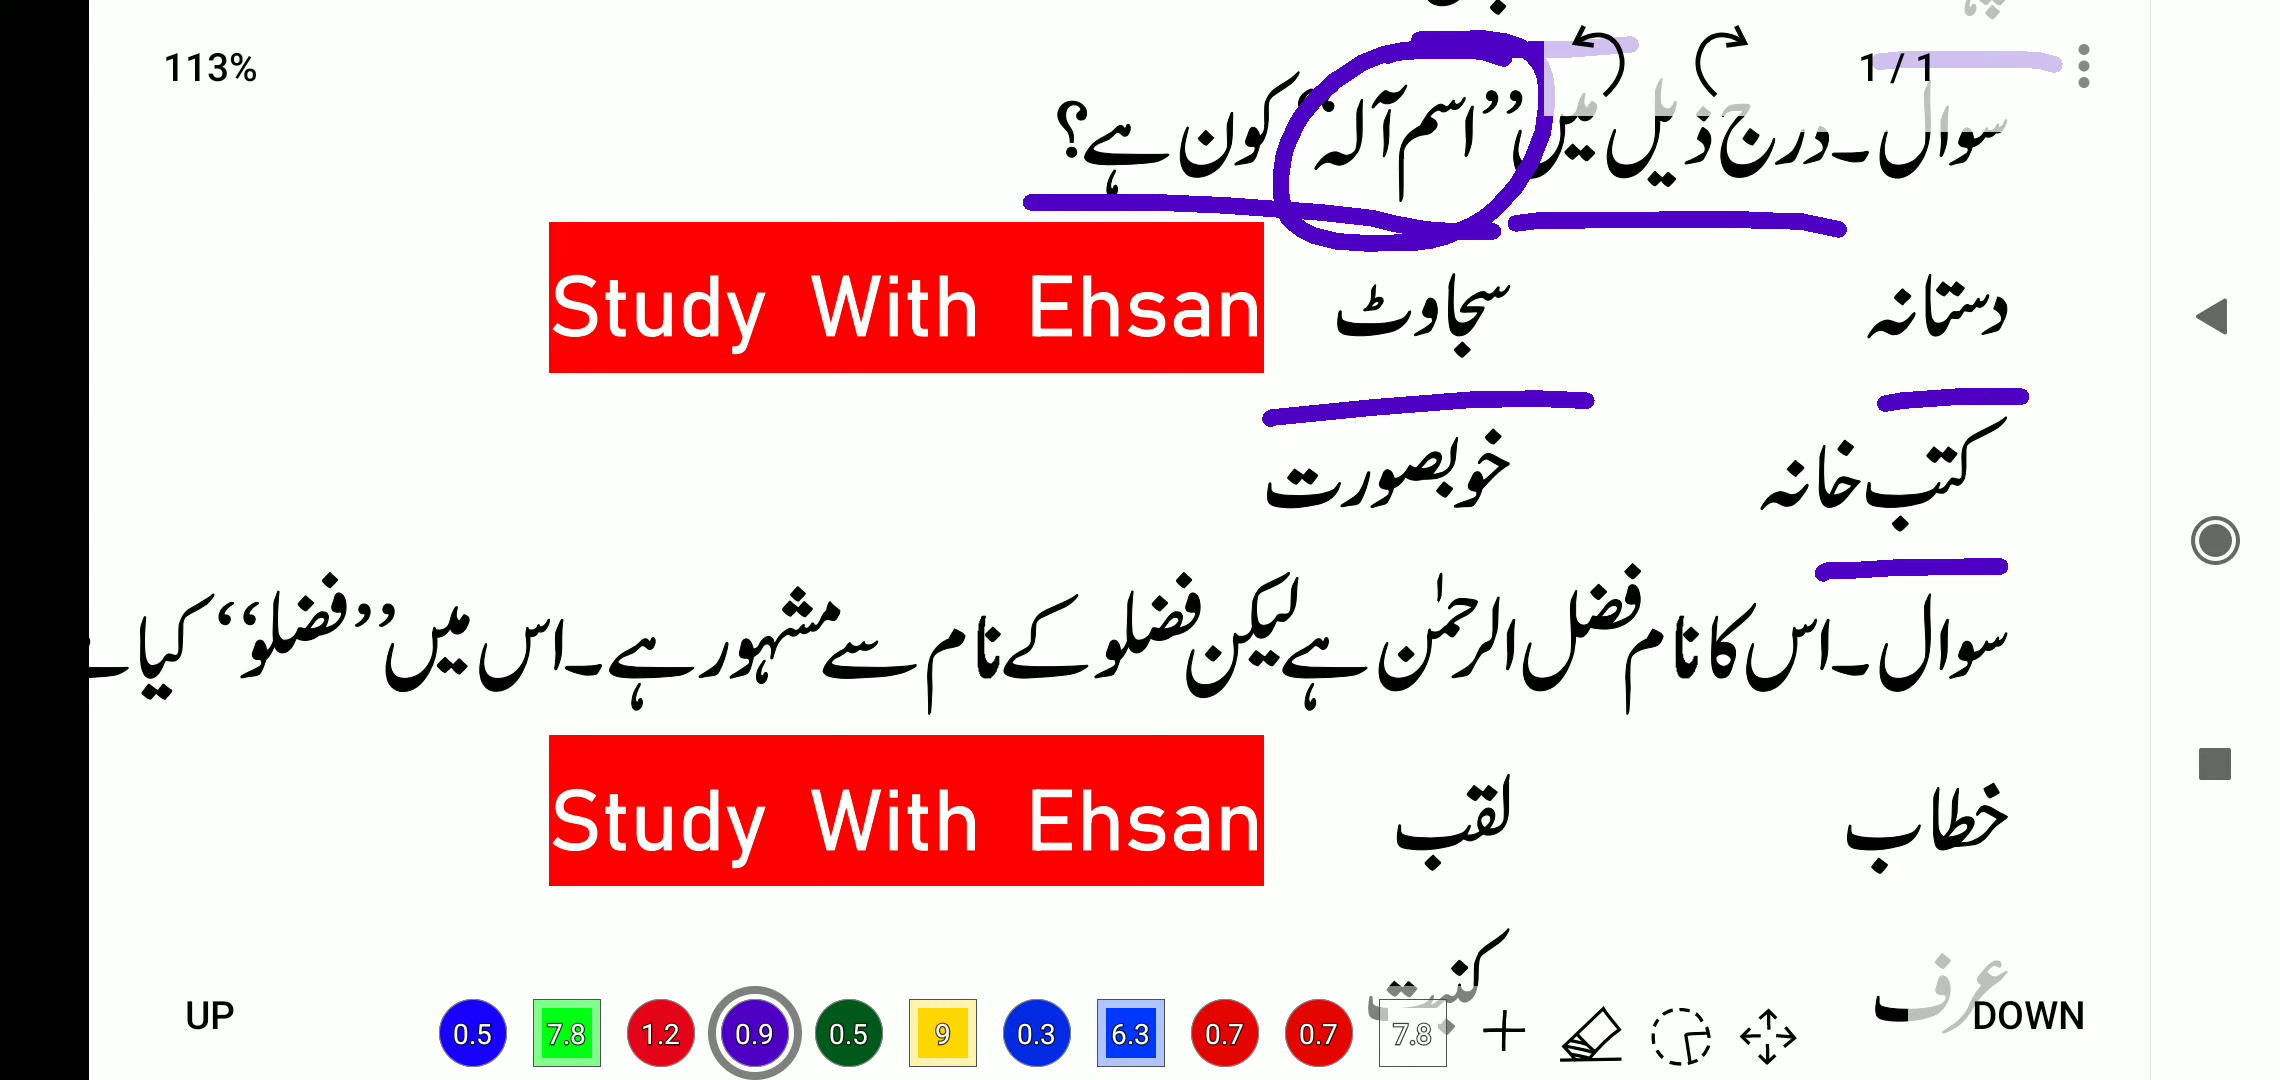 113%
1 / 1
سوال۔درج ذیل میں ”اسم آلہ“ کون ہے؟
دستانہ
سجاوٹ
Study With Ehsan
کتب خانہ
خوبصورت
سوال۔اس کا نام فضل الرحمٰن ہے لیکن فضلو کے نام سے مشہور ہے۔اس میں ”فضلو“ کیا
خطاب
لقب
Study With Ehsan
عرف
کنیت
UP
0.5
7.8
1.2
0.9
0.5
9
0.3
6.3
0.7
0.7
7.8
DOWN